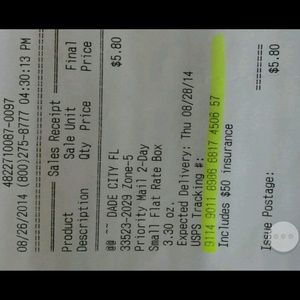 4822710067-0097
08/26/2014 (800)275-8777 04:30:13 PM
Sales Receipt
Product Sale Unit Final
Description Qty Price Price
@@ ~~ DADE CITY FL $5.80
33523-2029 Zone-5
Priority Mail 2-Day
Small Flat Rate Box
3.30 oz.
Expected Delivery: Thu 08/28/14
USPS Tracking #:
9114 9011 8986 6817 4506 57
Includes $50 insurance
Issue Postage: $5.80